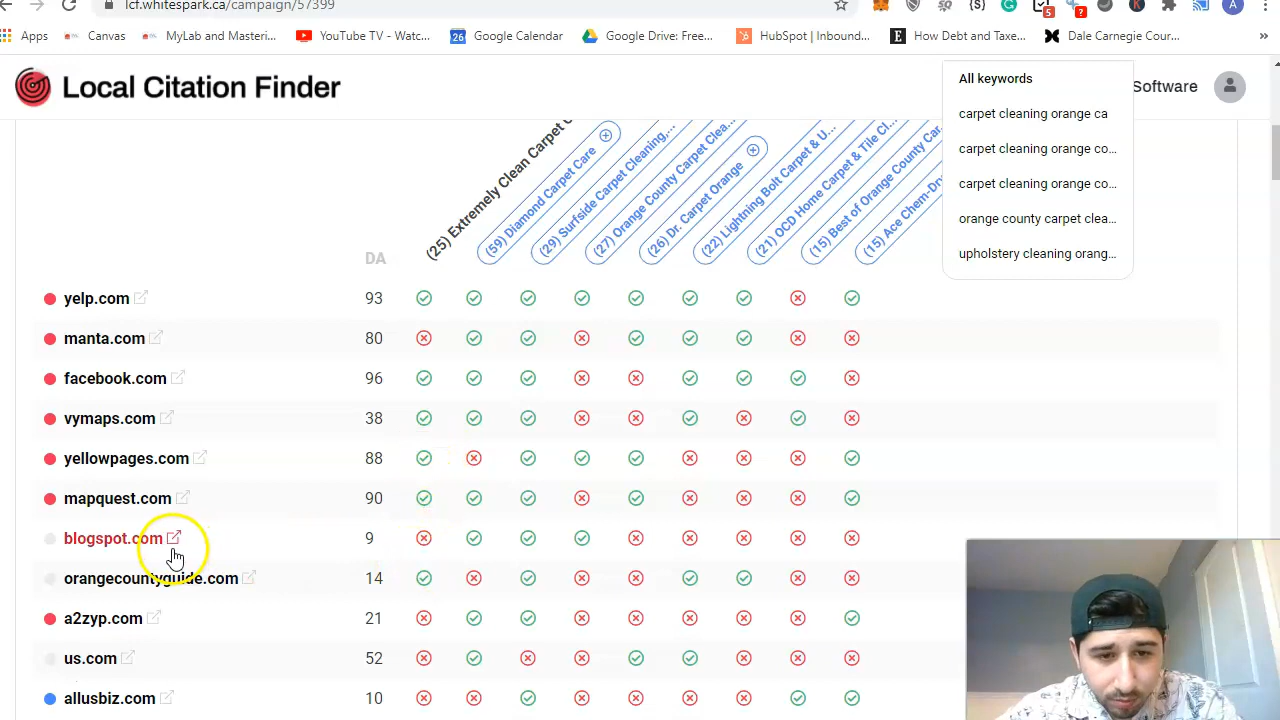 lcf.whitespark.ca/campaign/57399
5
?
A
Apps
Canvas
MyLab and Masteri...
YouTube TV - Watc...
26
Google Calendar
Google Drive: Free...
HubSpot | Inbound...
E
How Debt and Taxe...
Dale Carnegie Cour...
»
Local Citation Finder
Software
All keywords
carpet cleaning orange ca
carpet cleaning orange co...
carpet cleaning orange co...
orange county carpet clea...
upholstery cleaning orang...
DA
(25) Extremely Clean Carpet C
(59) Diamond Carpet Care
(29) Surfside Carpet Cleaning,...
(27) Orange County Carpet Clea...
(26) Dr. Carpet Orange
(22) Lightning Bolt Carpet & U...
(21) OCD Home Carpet & Tile Cl...
(15) Best of Orange County Car...
(15) Ace Chem-Dr
yelp.com 93
manta.com 80
facebook.com 96
vymaps.com 38
yellowpages.com 88
mapquest.com 90
blogspot.com 9
orangecountyguide.com 14
a2zyp.com 21
us.com 52
allusbiz.com 10